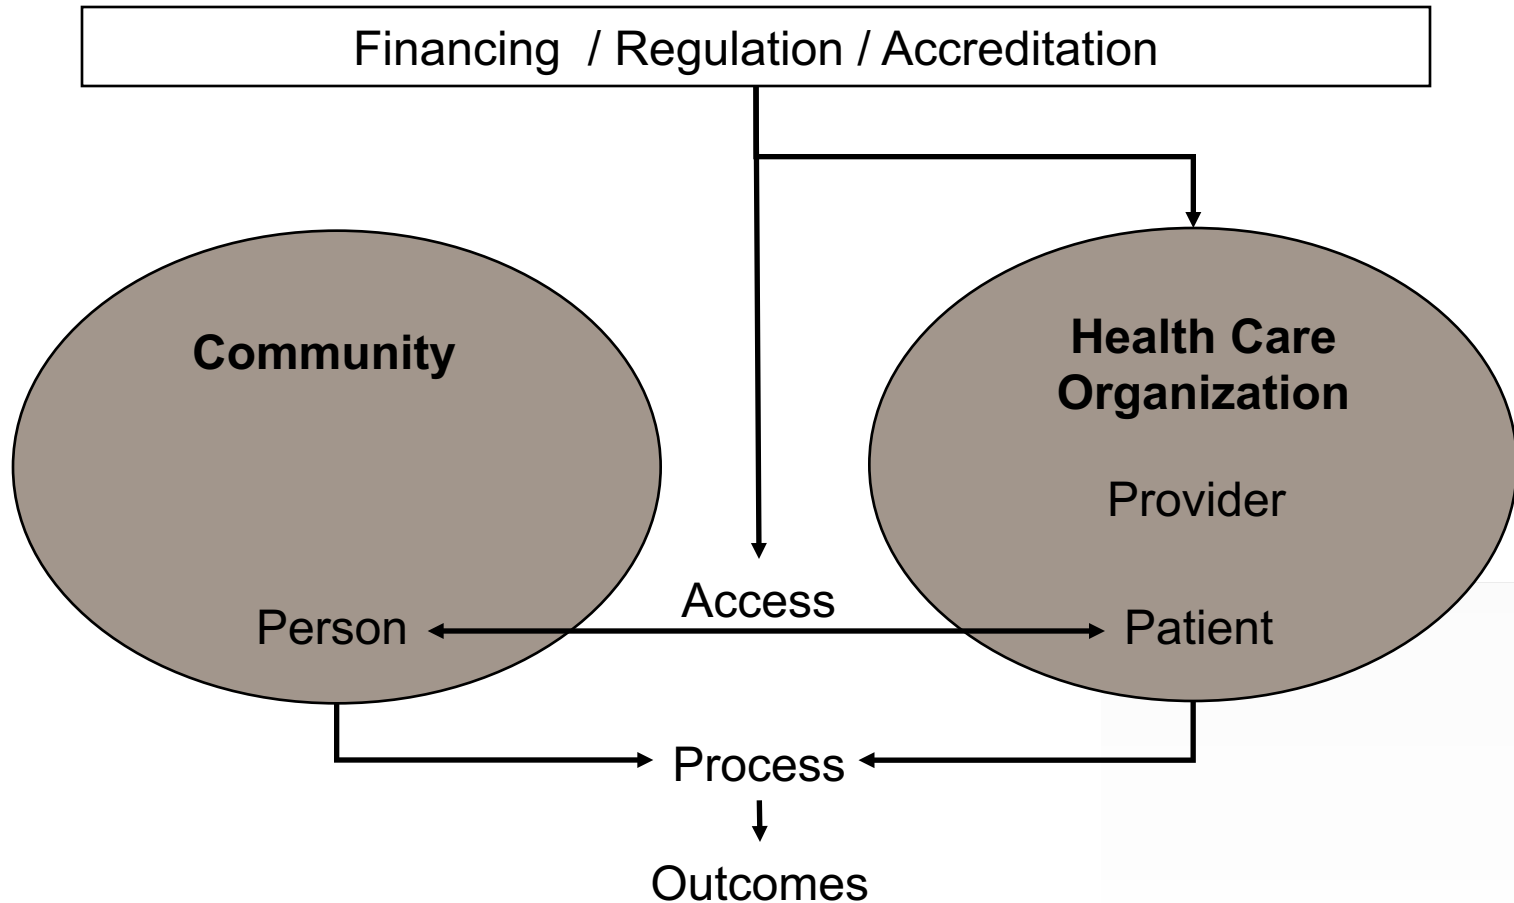 Financing / Regulation / Accreditation
Community
Health Care
Organization
Provider
Access
Person
Patient
Process
Outcomes